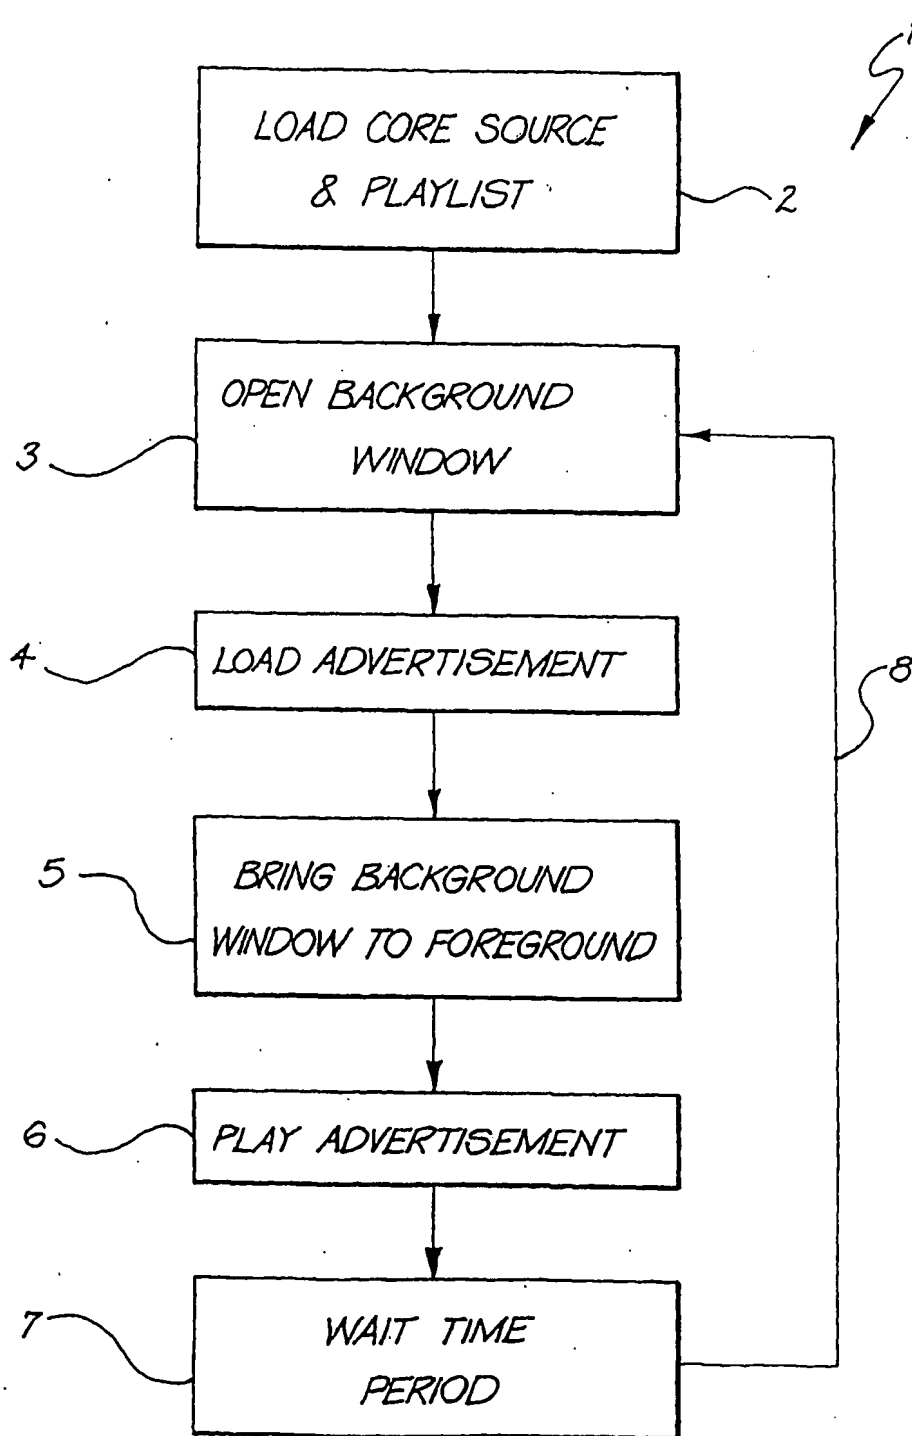 1
LOAD CORE SOURCE
& PLAYLIST
2
OPEN BACKGROUND
WINDOW
3
4
LOAD ADVERTISEMENT
8
5
BRING BACKGROUND
WINDOW TO FOREGROUND
6
PLAY ADVERTISEMENT
7
WAIT TIME
PERIOD